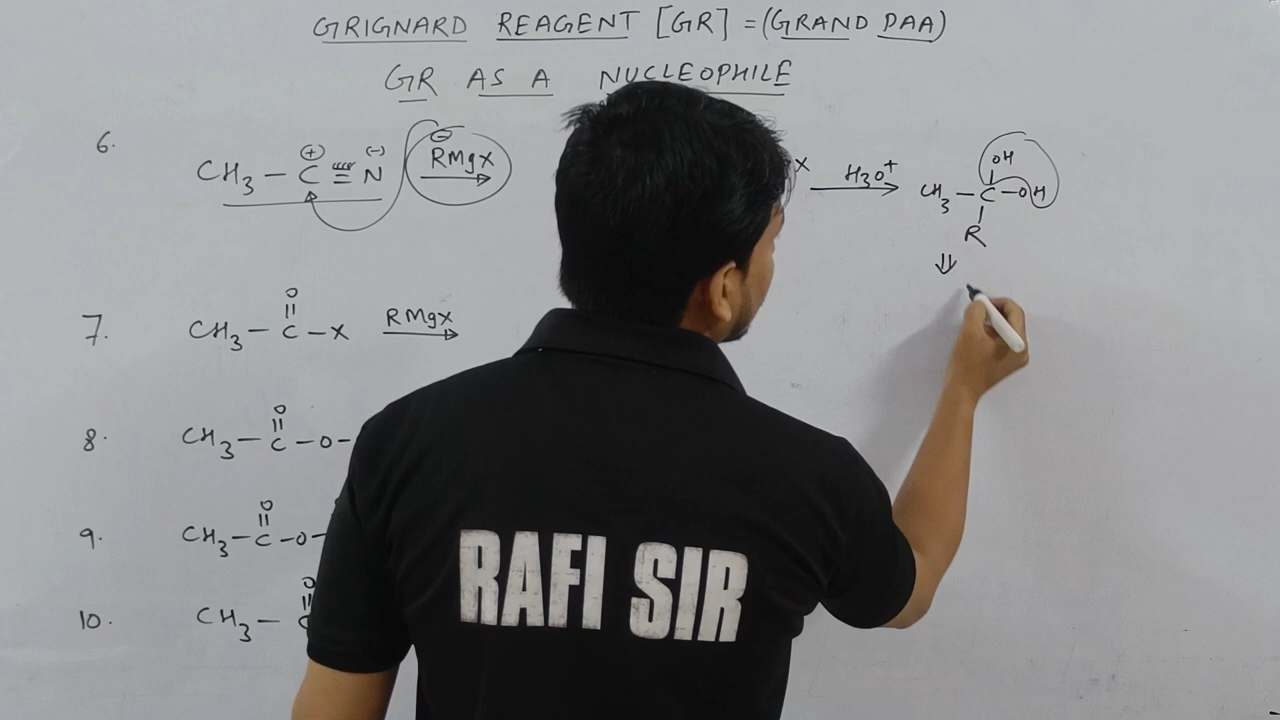 GRIGNARD REAGENT [GR] = (GRAND PAA)
GR AS A NUCLEOPHILE
6. CH3 – C ≡ N RMgX X H3O+ CH3 – C – OH
(+) (–) ⊖ OH
R
⇓
7. CH3 – C – X RMgX
O
8. CH3 – C – O –
O
9. CH3 – C – O –
O
10. CH3 –
O
RAFI SIR